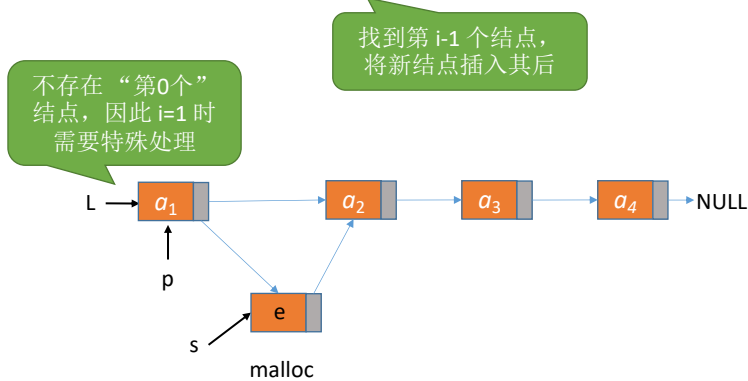 找到第 i-1 个结点，
将新结点插入其后
不存在“第0个”
结点，因此 i=1 时
需要特殊处理
L a1 a2 a3 a4 NULL
p
e
s
malloc